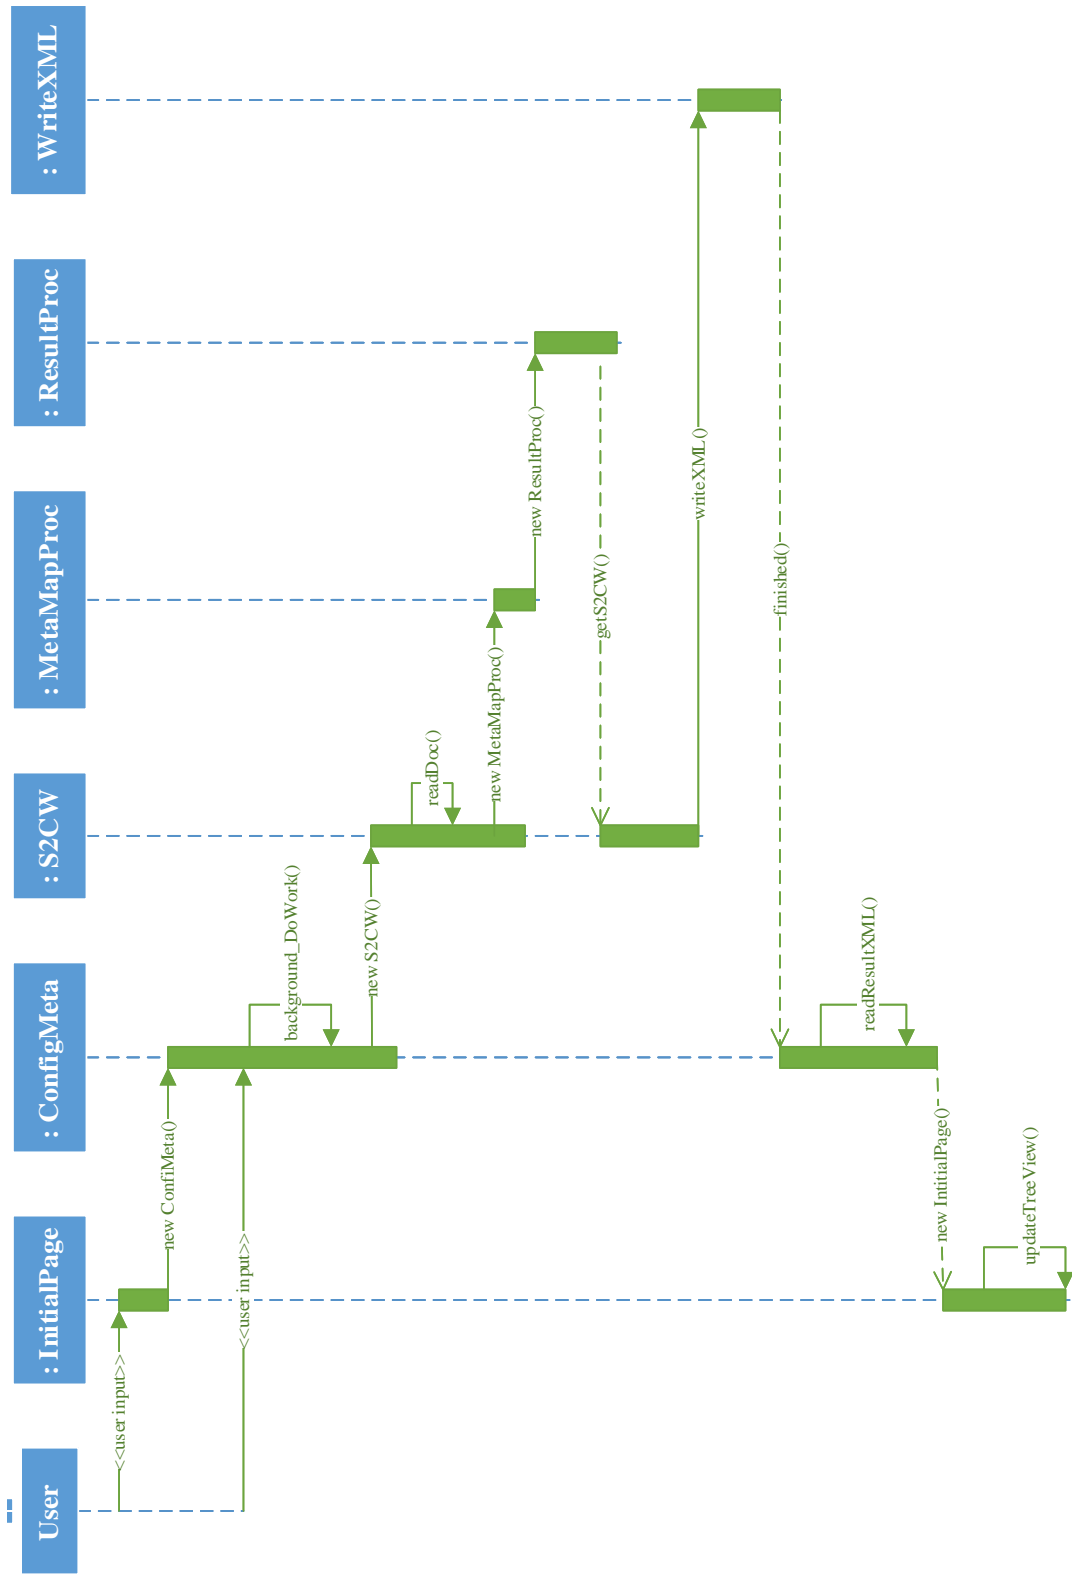 User
: InitialPage
: ConfigMeta
: S2CW
: MetaMapProc
: ResultProc
: WriteXML
<<user input>>
new ConfiMeta()
<<user input>>
background_DoWork()
new S2CW()
readDoc()
new MetaMapProc()
new ResultProc()
getS2CW()
writeXML()
finished()
readResultXML()
new IntitialPage()
updateTreeView()